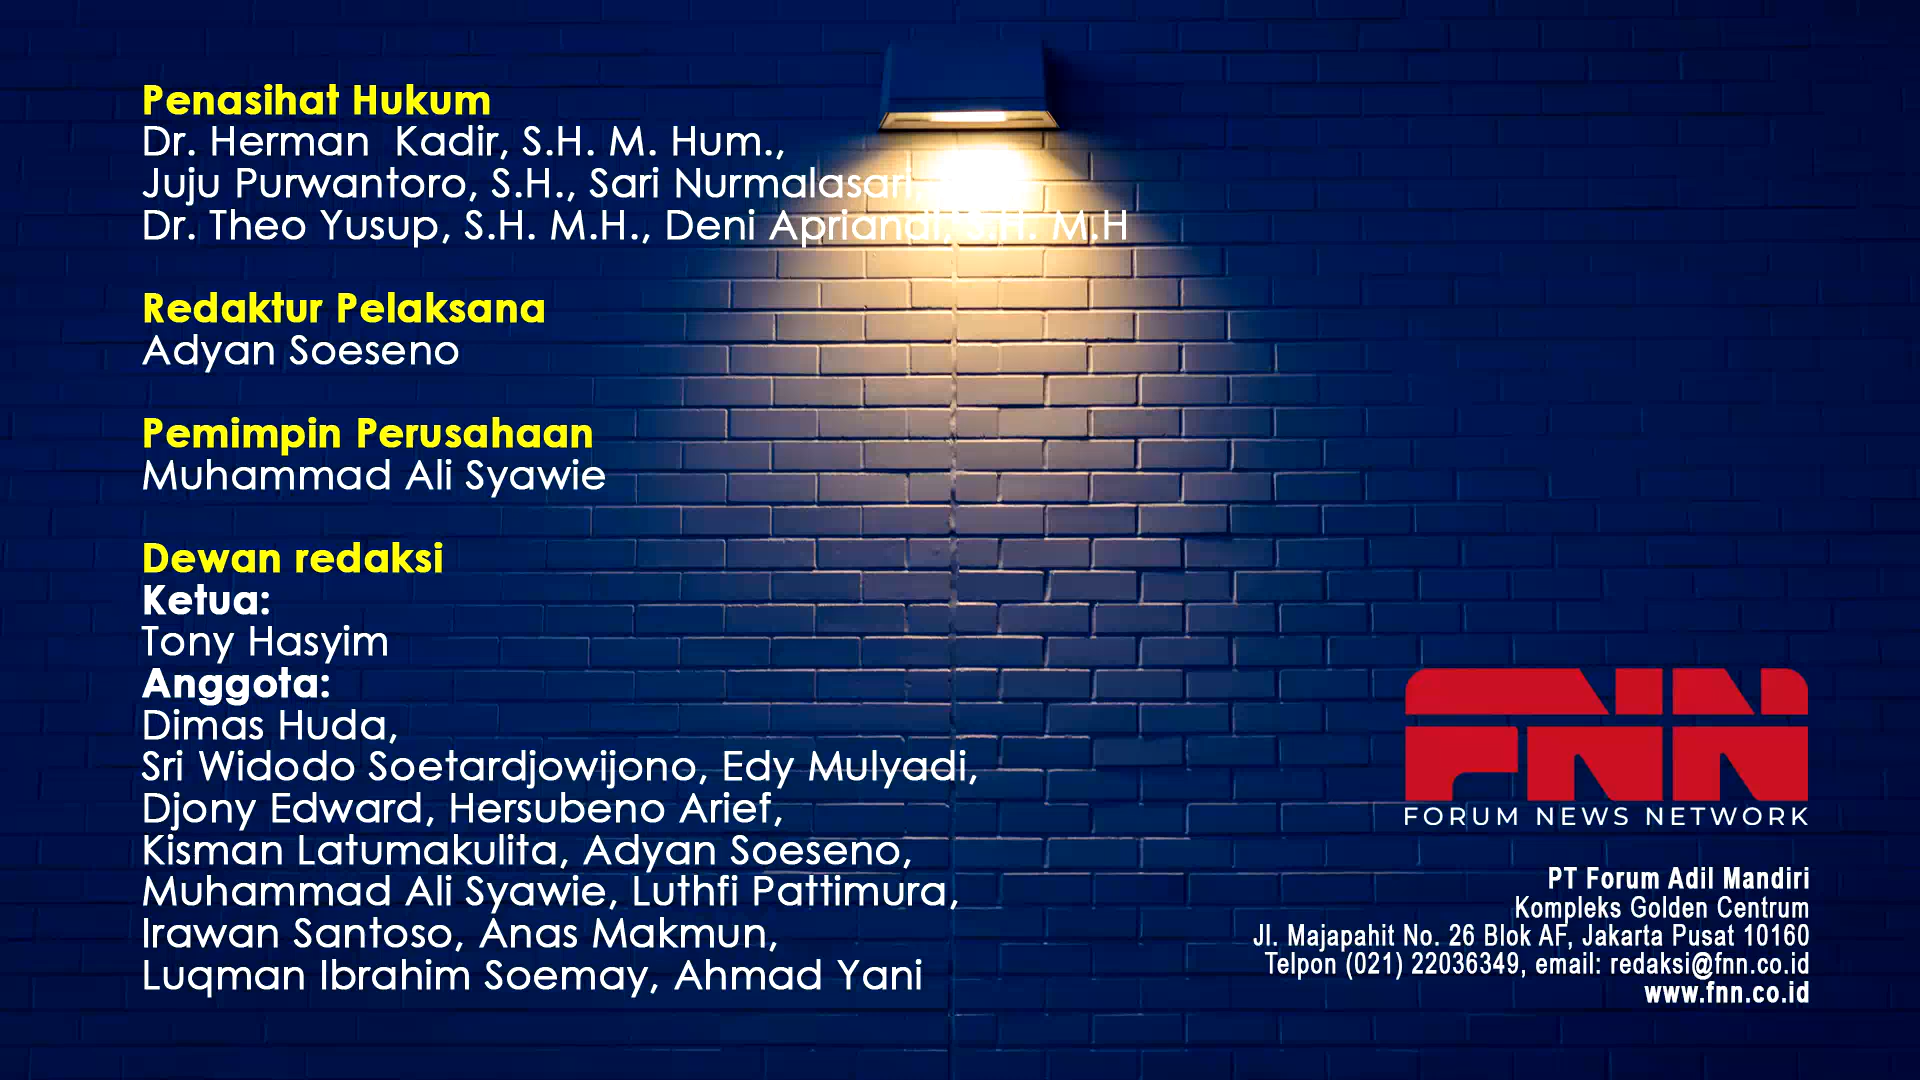 Penasihat Hukum
Dr. Herman  Kadir, S.H. M. Hum.,
Juju Purwantoro, S.H., Sari Nurmalasari,
Dr. Theo Yusup, S.H. M.H., Deni Apriandi, S.H. M.H
Redaktur Pelaksana
Adyan Soeseno
Pemimpin Perusahaan
Muhammad Ali Syawie
Dewan redaksi
Ketua:
Tony Hasyim
Anggota:
Dimas Huda,
Sri Widodo Soetardjowijono, Edy Mulyadi,
Djony Edward, Hersubeno Arief,
Kisman Latumakulita, Adyan Soeseno,
Muhammad Ali Syawie, Luthfi Pattimura,
Irawan Santoso, Anas Makmun,
Luqman Ibrahim Soemay, Ahmad Yani
FNN
FORUM NEWS NETWORK
PT Forum Adil Mandiri
Kompleks Golden Centrum
Jl. Majapahit No. 26 Blok AF, Jakarta Pusat 10160
Telpon (021) 22036349, email: redaksi@fnn.co.id
www.fnn.co.id